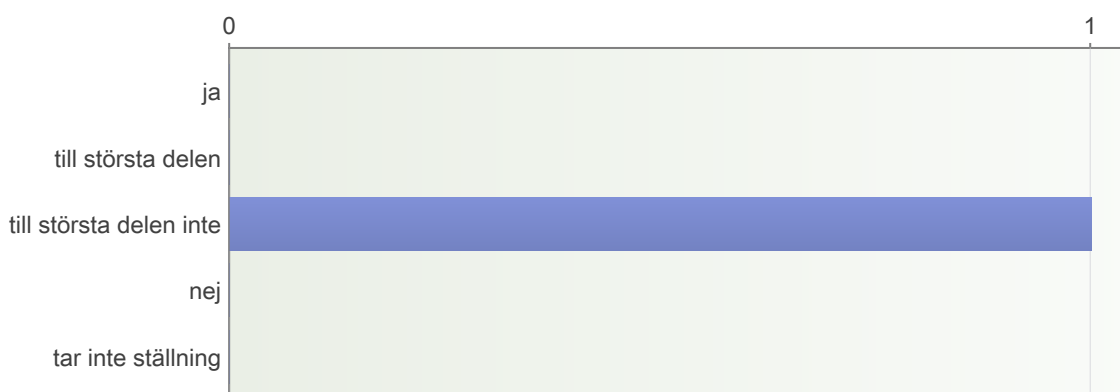 0 1
ja
till största delen
till största delen inte
nej
tar inte ställning